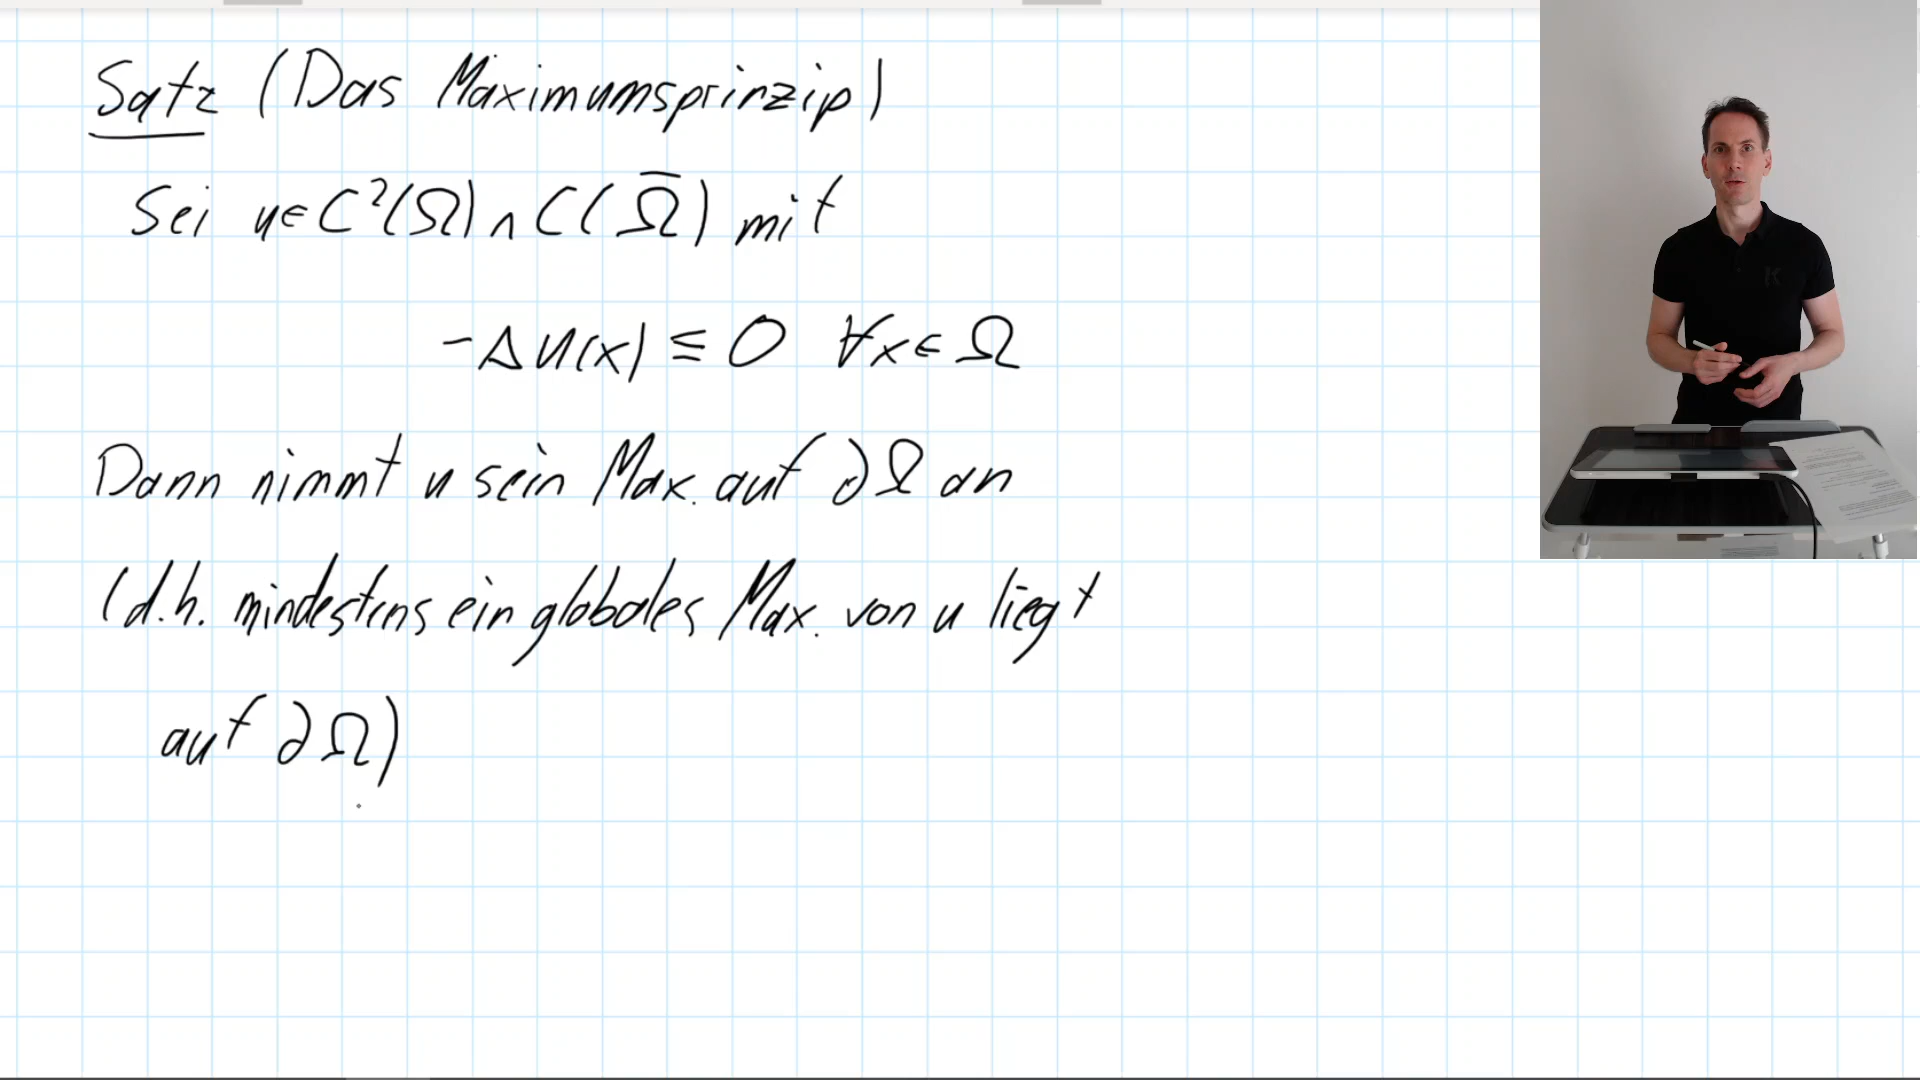 Satz (Das Maximumsprinzip)
Sei u∈C²(Ω)∩C(Ω̅) mit
-Δu(x) ≤ 0 ∀x∈Ω
Dann nimmt u sein Max. auf ∂Ω an
(d.h. mindestens ein globales Max. von u liegt
auf ∂Ω)